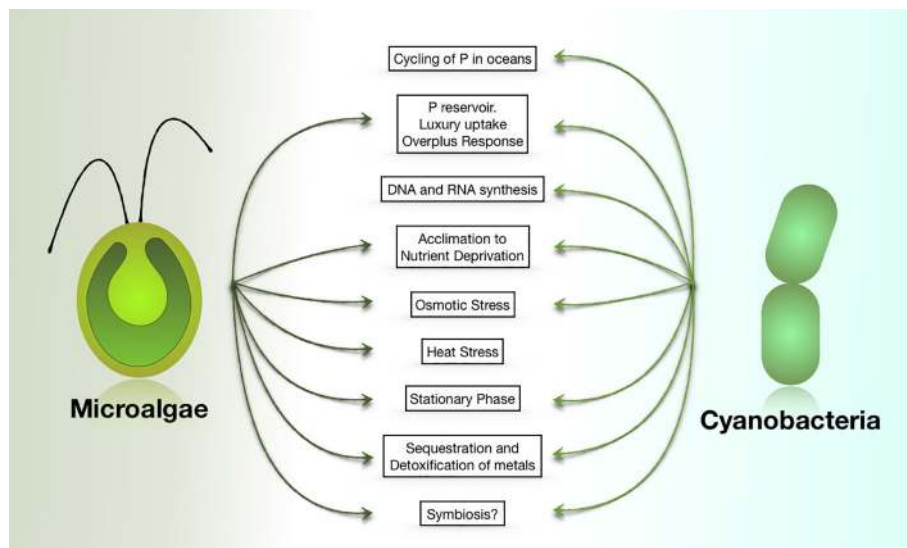 Cycling of P in oceans
P reservoir.
Luxury uptake
Overplus Response
DNA and RNA synthesis
Acclimation to
Nutrient Deprivation
Osmotic Stress
Heat Stress
Stationary Phase
Microalgae
Cyanobacteria
Sequestration and
Detoxification of metals
Symbiosis?